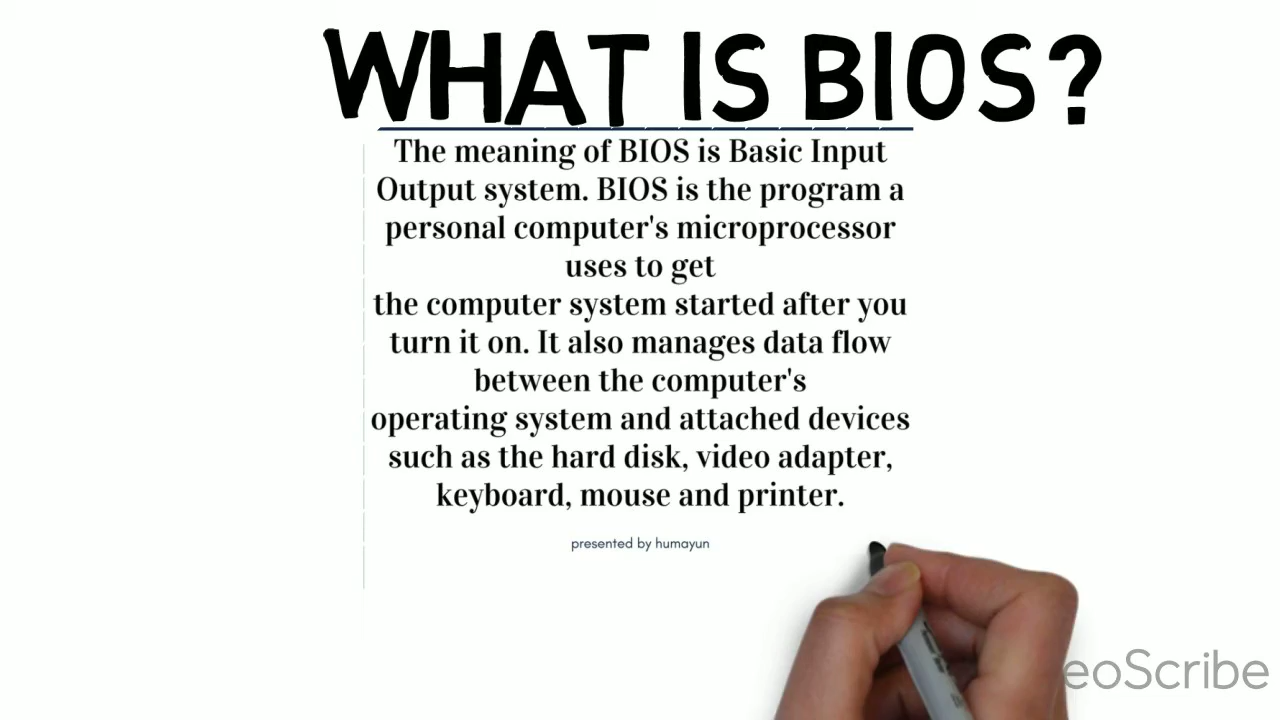 WHAT IS BIOS?
The meaning of BIOS is Basic Input
Output system. BIOS is the program a
personal computer's microprocessor
uses to get
the computer system started after you
turn it on. It also manages data flow
between the computer's
operating system and attached devices
such as the hard disk, video adapter,
keyboard, mouse and printer.
presented by humayun
eoScribe